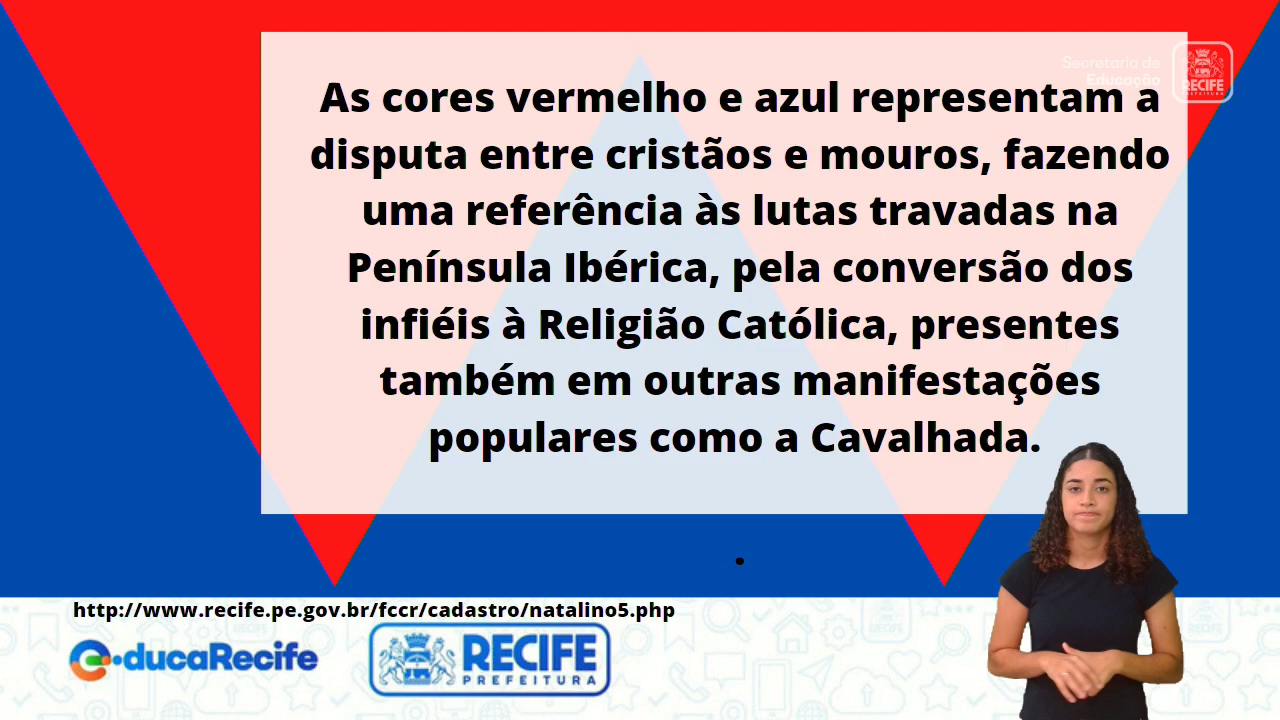 Secretaria de
Educação
RECIFE
PREFEITURA
As cores vermelho e azul representam a
disputa entre cristãos e mouros, fazendo
uma referência às lutas travadas na
Península Ibérica, pela conversão dos
infiéis à Religião Católica, presentes
também em outras manifestações
populares como a Cavalhada.
.
http://www.recife.pe.gov.br/fccr/cadastro/natalino5.php
ducaRecife
RECIFE
PREFEITURA